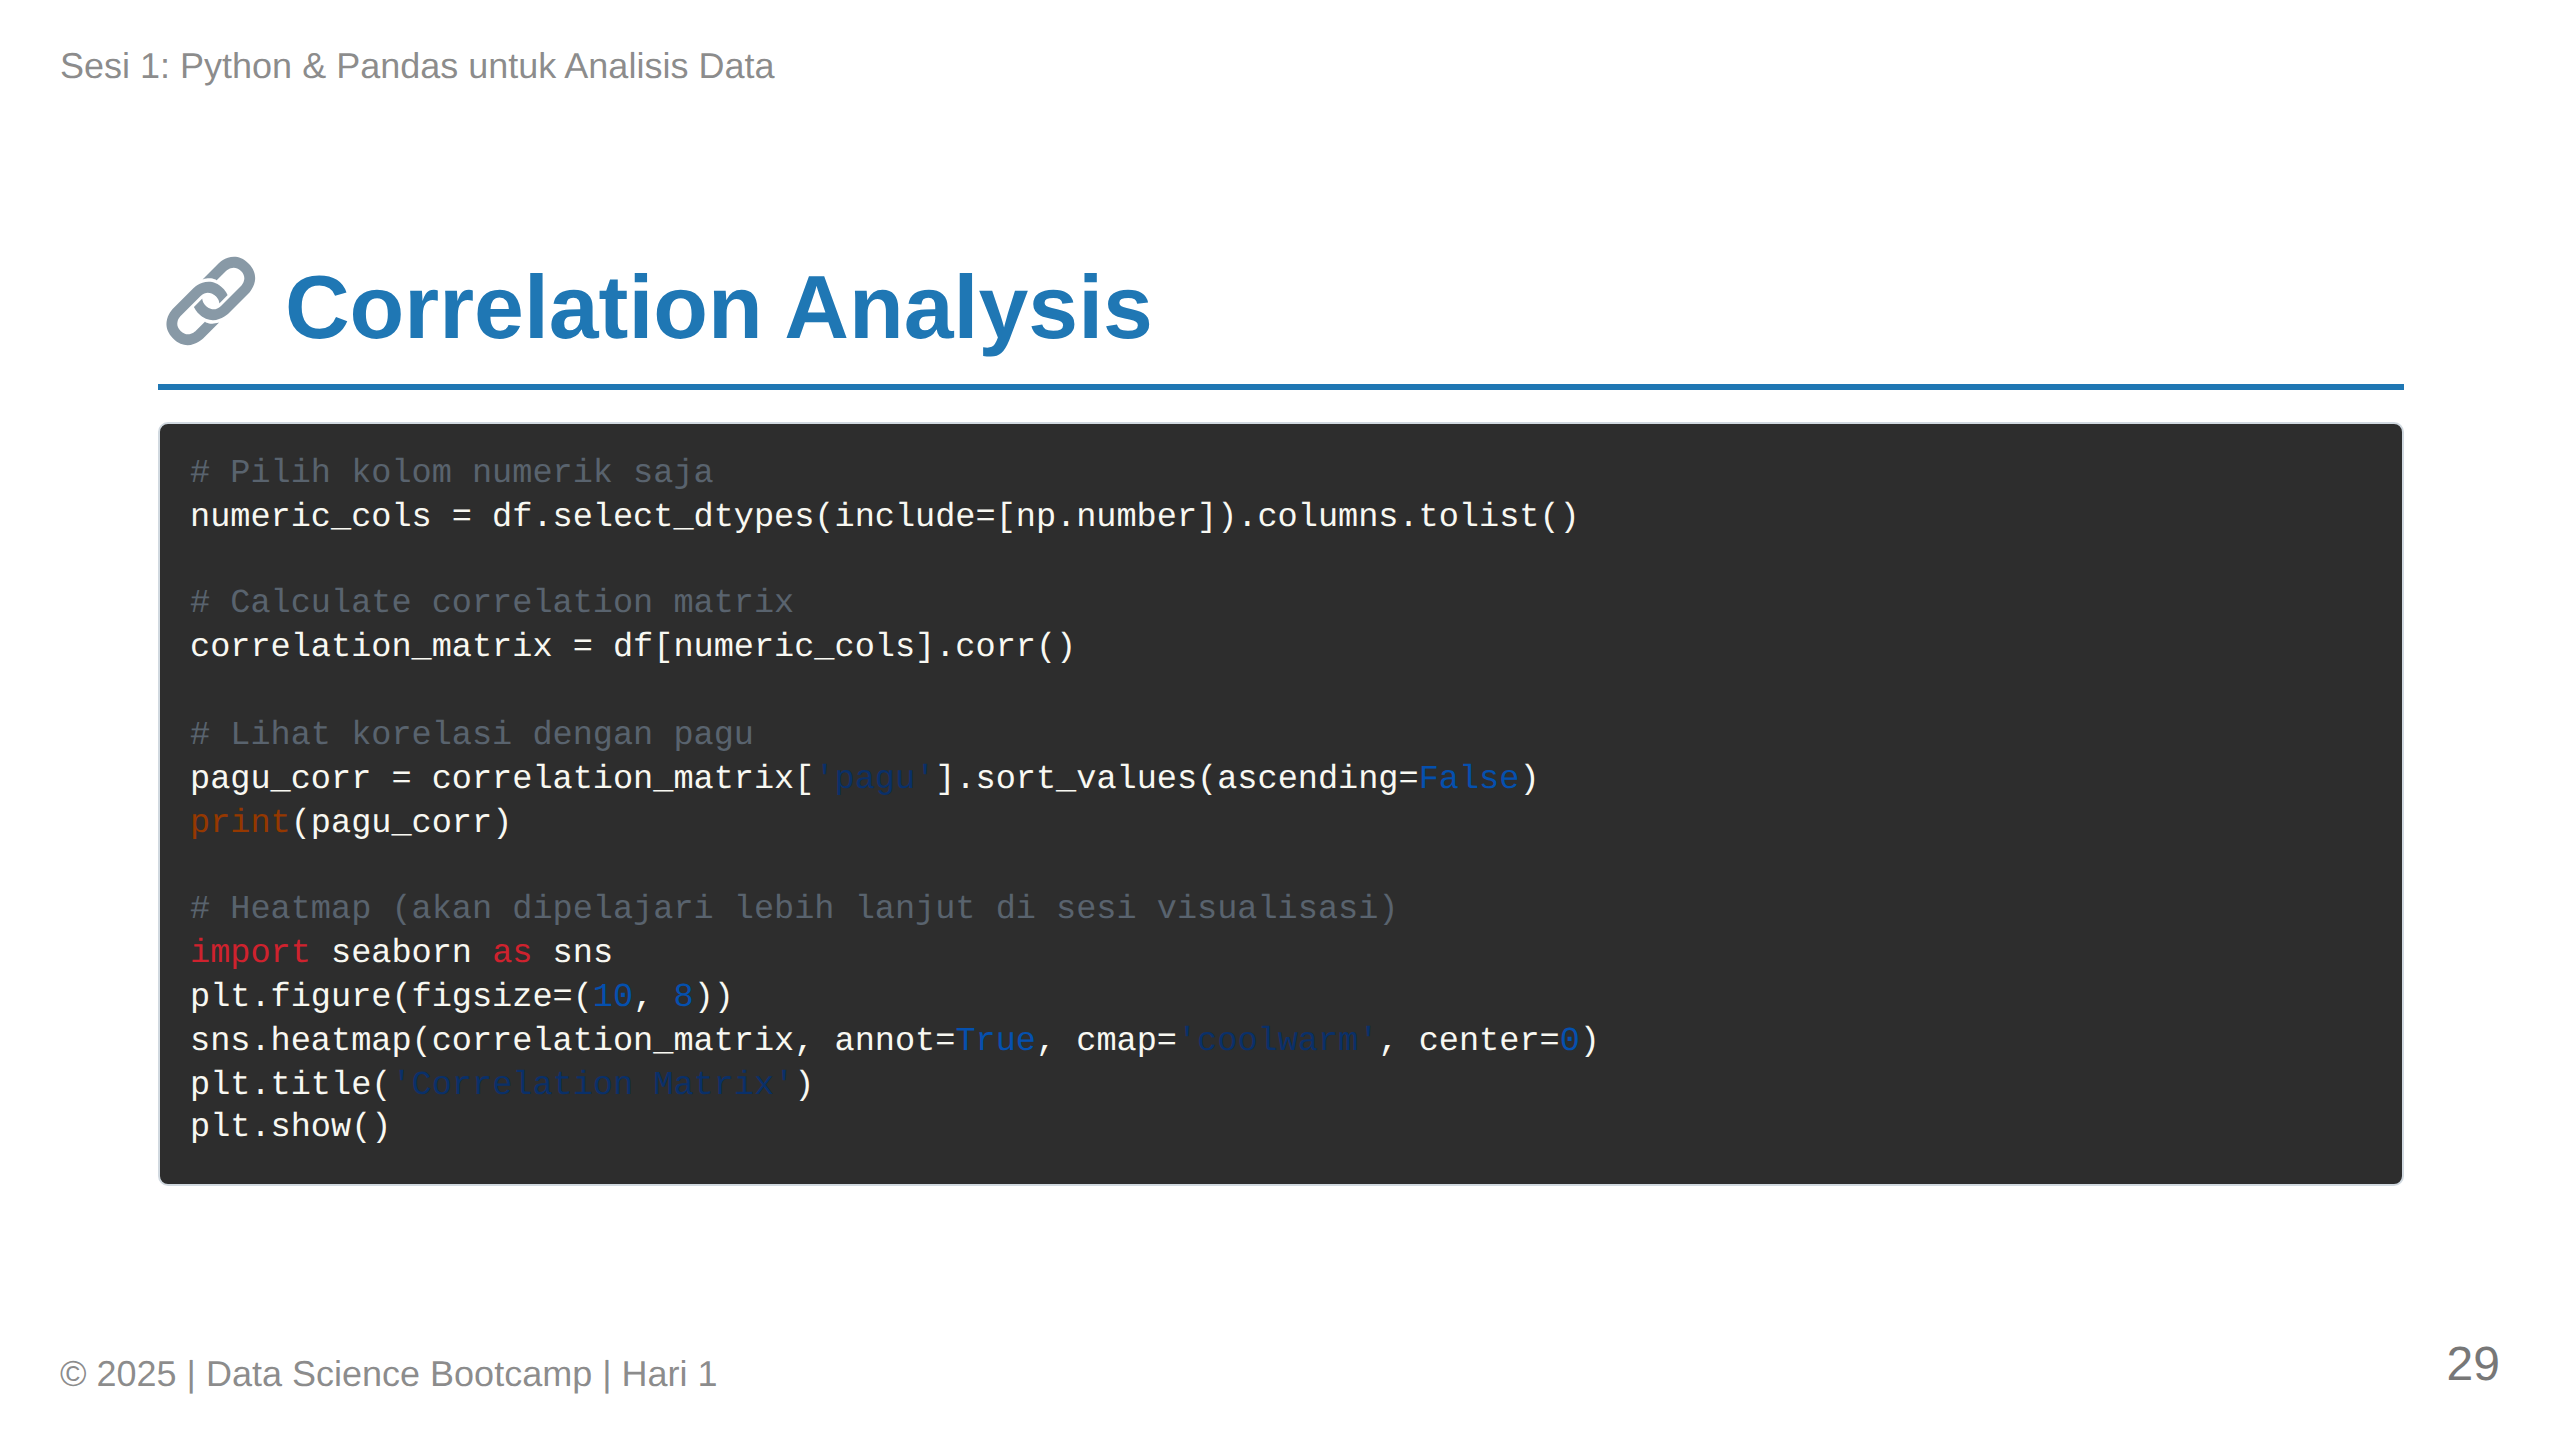 Sesi 1: Python & Pandas untuk Analisis Data
Correlation Analysis
# Pilih kolom numerik saja
numeric_cols = df.select_dtypes(include=[np.number]).columns.tolist()
# Calculate correlation matrix
correlation_matrix = df[numeric_cols].corr()
# Lihat korelasi dengan pagu
pagu_corr = correlation_matrix['pagu'].sort_values(ascending=False)
print(pagu_corr)
# Heatmap (akan dipelajari lebih lanjut di sesi visualisasi)
import seaborn as sns
plt.figure(figsize=(10, 8))
sns.heatmap(correlation_matrix, annot=True, cmap='coolwarm', center=0)
plt.title('Correlation Matrix')
plt.show()
© 2025 | Data Science Bootcamp | Hari 1
29